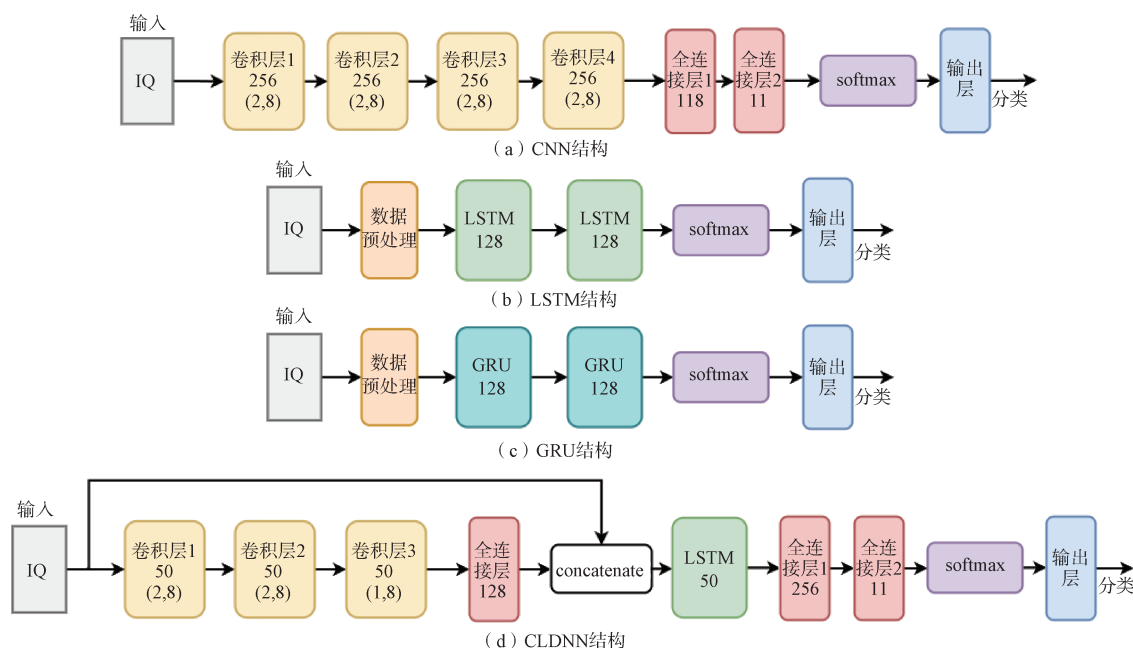 输入
IQ
卷积层1
256
(2,8)
卷积层2
256
(2,8)
卷积层3
256
(2,8)
卷积层4
256
(2,8)
全连
接层1
118
全连
接层2
11
softmax
输出
层
分类
（a）CNN结构
输入
IQ
数据
预处理
LSTM
128
LSTM
128
softmax
输出
层
分类
（b）LSTM结构
输入
IQ
数据
预处理
GRU
128
GRU
128
softmax
输出
层
分类
（c）GRU结构
输入
IQ
卷积层1
50
(2,8)
卷积层2
50
(2,8)
卷积层3
50
(1,8)
全连
接层
128
concatenate
LSTM
50
全连
接层1
256
全连
接层2
11
softmax
输出
层
分类
（d）CLDNN结构